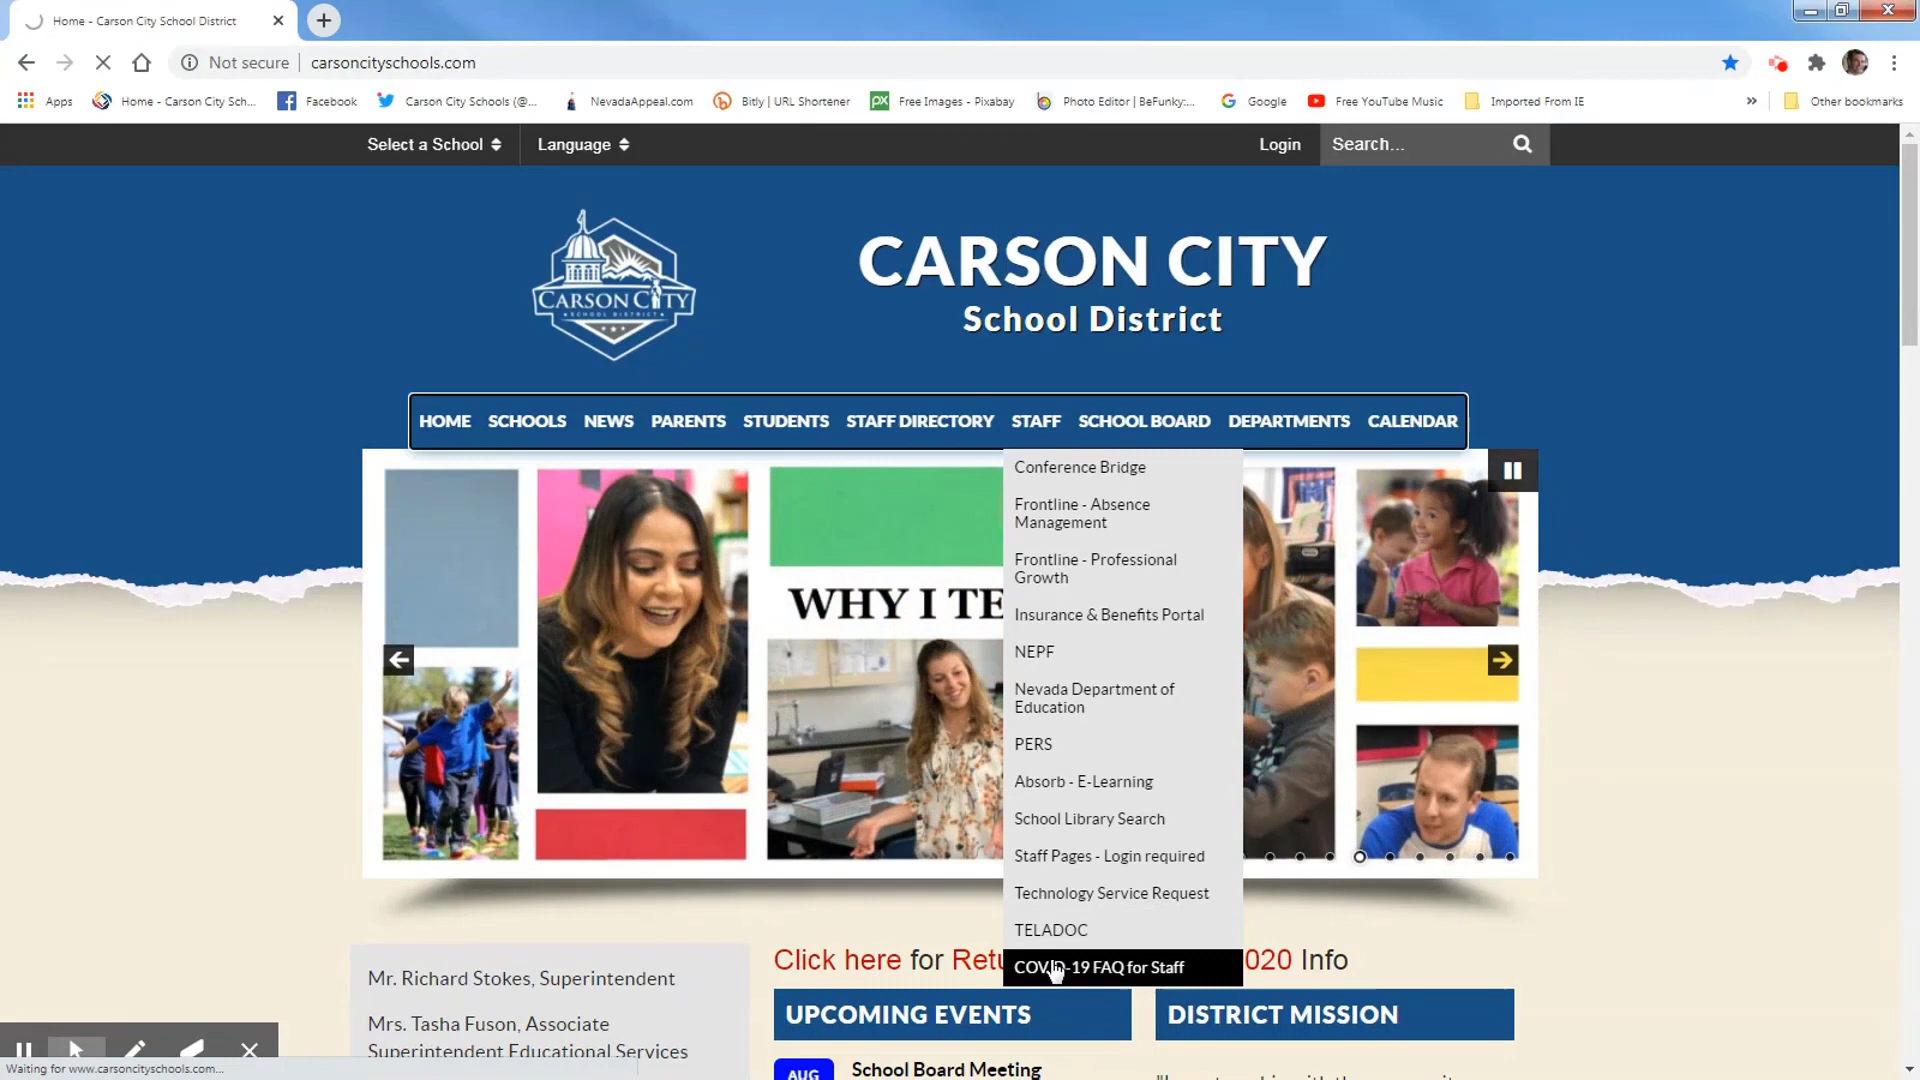 Home - Carson City School District
Not secure
carsoncityschools.com
Apps
Home - Carson City Sch...
Facebook
Carson City Schools (@...
NevadaAppeal.com
Bitly | URL Shortener
Free Images - Pixabay
Photo Editor | BeFunky:...
Google
Free YouTube Music
Imported From IE
»
Other bookmarks
Select a School
Language
Login
Search...
CARSON CITY
SCHOOL DISTRICT
CARSON CITY
School District
HOME
SCHOOLS
NEWS
PARENTS
STUDENTS
STAFF DIRECTORY
STAFF
SCHOOL BOARD
DEPARTMENTS
CALENDAR
Conference Bridge
Frontline - Absence
Management
Frontline - Professional
Growth
Insurance & Benefits Portal
NEPF
Nevada Department of
Education
PERS
Absorb - E-Learning
School Library Search
Staff Pages - Login required
Technology Service Request
TELADOC
COVID-19 FAQ for Staff
WHY I TE
Click here for Retu 2020 Info
Mr. Richard Stokes, Superintendent
Mrs. Tasha Fuson, Associate
Superintendent Educational Services
UPCOMING EVENTS
AUG
School Board Meeting
DISTRICT MISSION
Waiting for www.carsoncityschools.com...